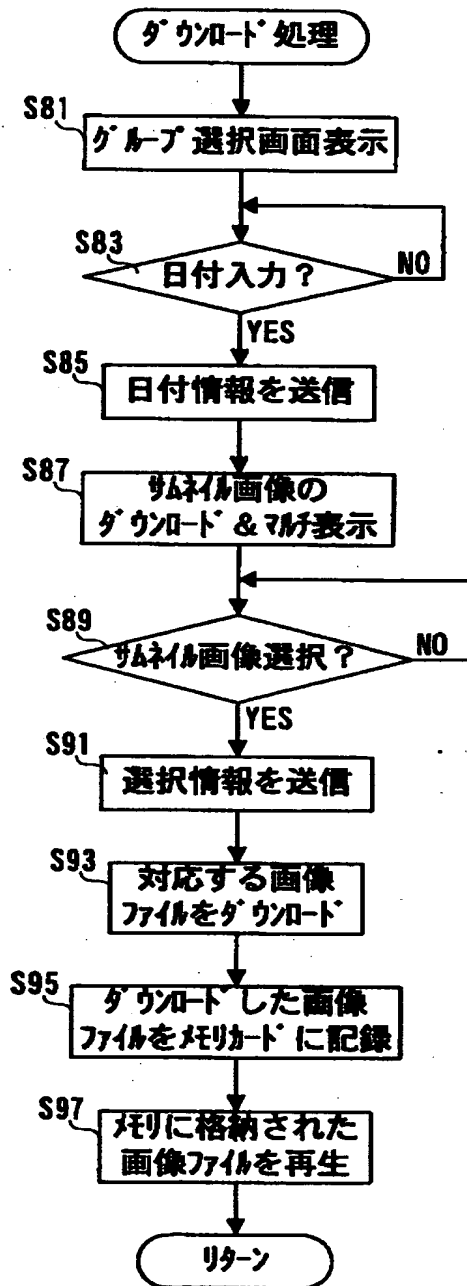 ダウンロード処理
S81
グループ選択画面表示
S83
日付入力？
NO
YES
S85
日付情報を送信
S87
サムネイル画像の
ダウンロード＆マルチ表示
S89
サムネイル画像選択？
NO
YES
S91
選択情報を送信
S93
対応する画像
ファイルをダウンロード
S95
ダウンロードした画像
ファイルをメモリカードに記録
S97
メモリに格納された
画像ファイルを再生
リターン